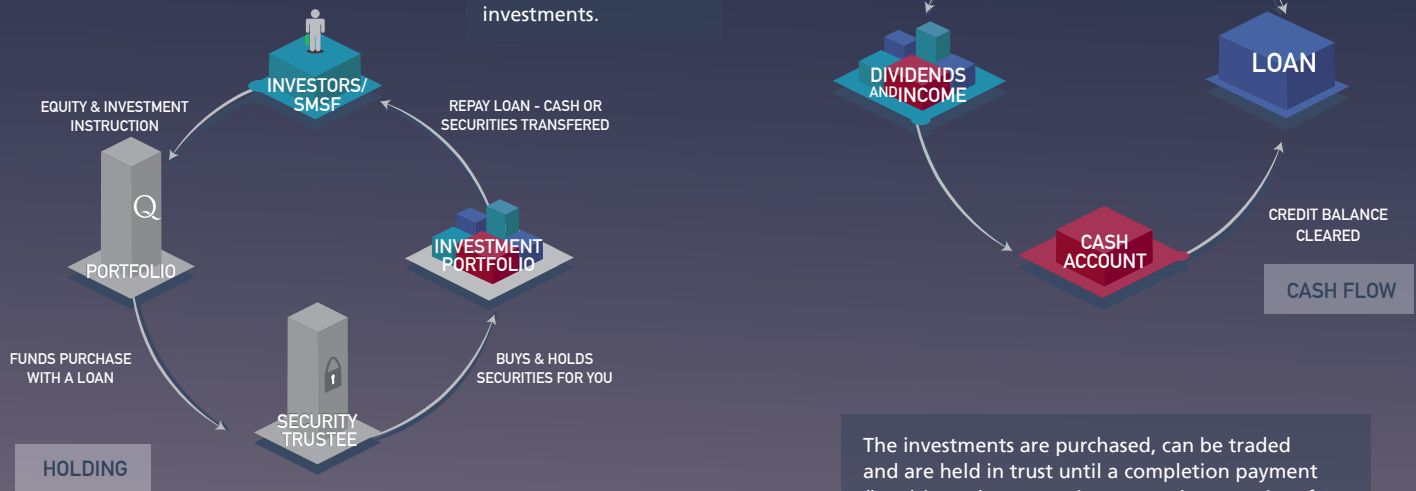 investments.
INVESTORS/
SMSF
EQUITY & INVESTMENT
INSTRUCTION
REPAY LOAN - CASH OR
SECURITIES TRANSFERED
Q
PORTFOLIO
INVESTMENT
PORTFOLIO
FUNDS PURCHASE
WITH A LOAN
BUYS & HOLDS
SECURITIES FOR YOU
SECURITY
TRUSTEE
HOLDING
DIVIDENDS
AND INCOME
LOAN
CASH
ACCOUNT
CREDIT BALANCE
CLEARED
CASH FLOW
The investments are purchased, can be traded
and are held in trust until a completion payment